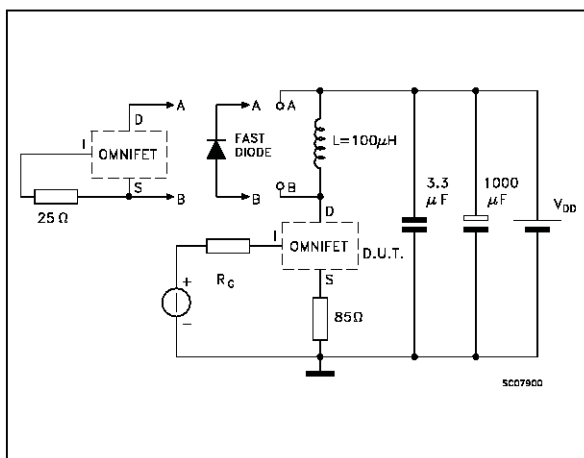 A
A
A
D
I
OMNIFET
FAST
DIODE
L=100μH
S
B
B
B
25 Ω
3.3
μF
1000
μF
V_DD
D
I
OMNIFET
D.U.T.
R_G
S
+
−
85Ω
SC07900